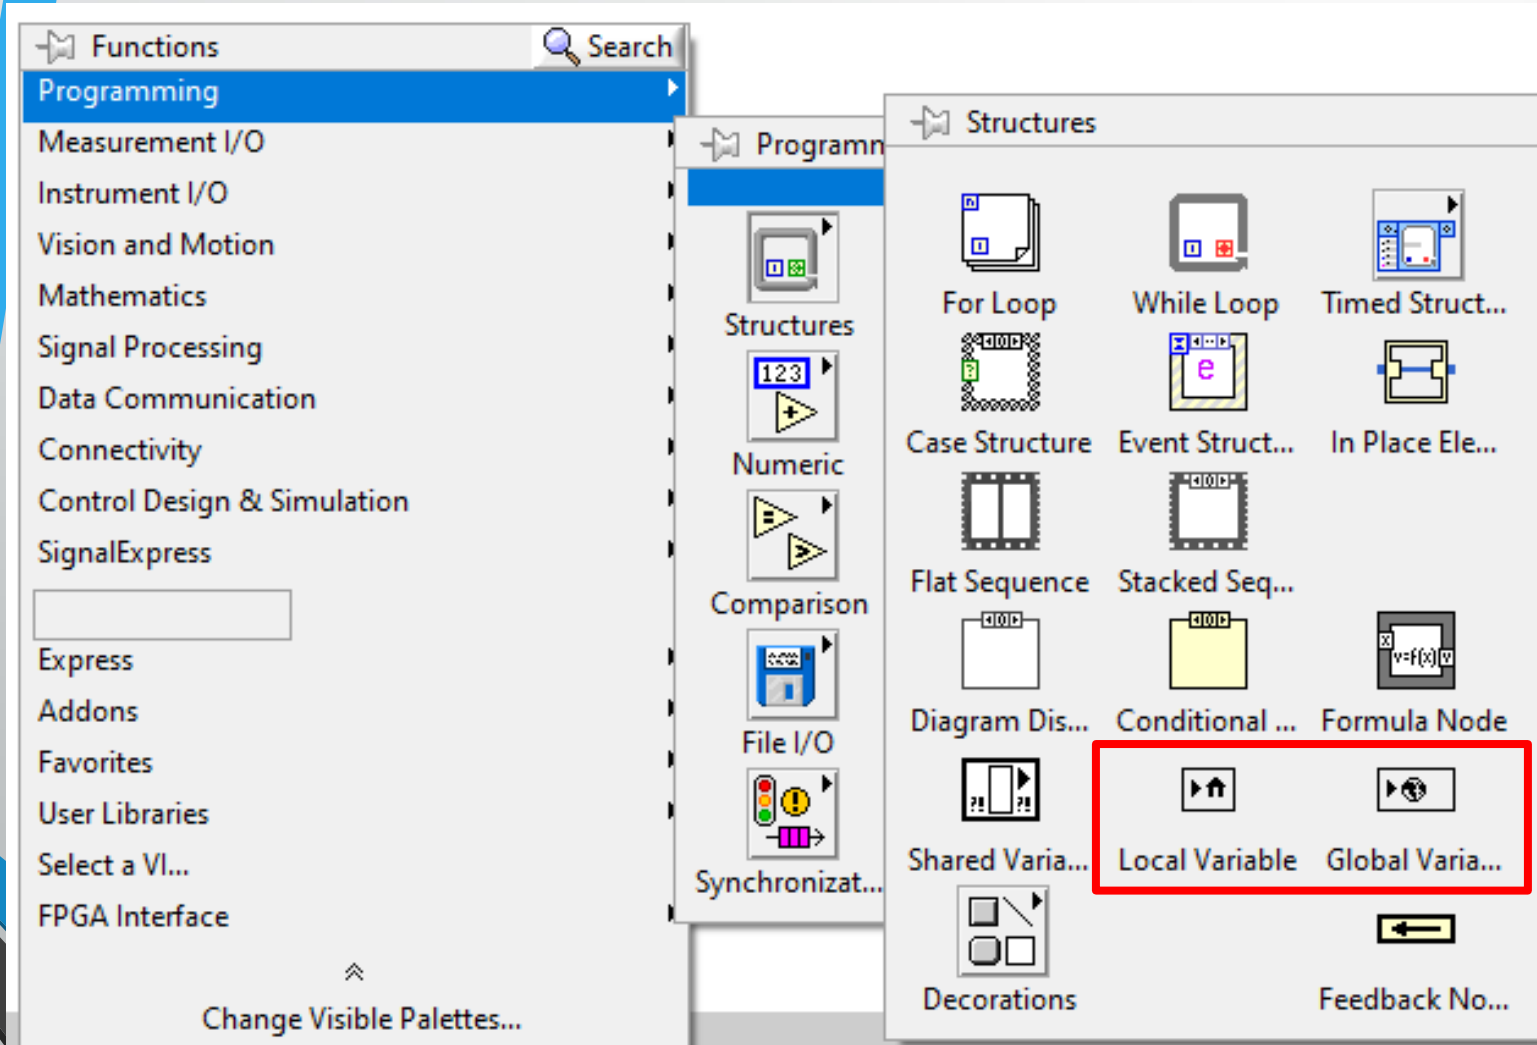 Functions
Search
Programming
Measurement I/O
Instrument I/O
Vision and Motion
Mathematics
Signal Processing
Data Communication
Connectivity
Control Design & Simulation
SignalExpress
Express
Addons
Favorites
User Libraries
Select a VI...
FPGA Interface
Change Visible Palettes...
Programm
Structures
123
Numeric
Comparison
File I/O
Synchronizat...
Structures
For Loop
While Loop
Timed Struct...
Case Structure
Event Struct...
In Place Ele...
Flat Sequence
Stacked Seq...
Diagram Dis...
Conditional ...
Formula Node
Shared Varia...
Local Variable
Global Varia...
Decorations
Feedback No...